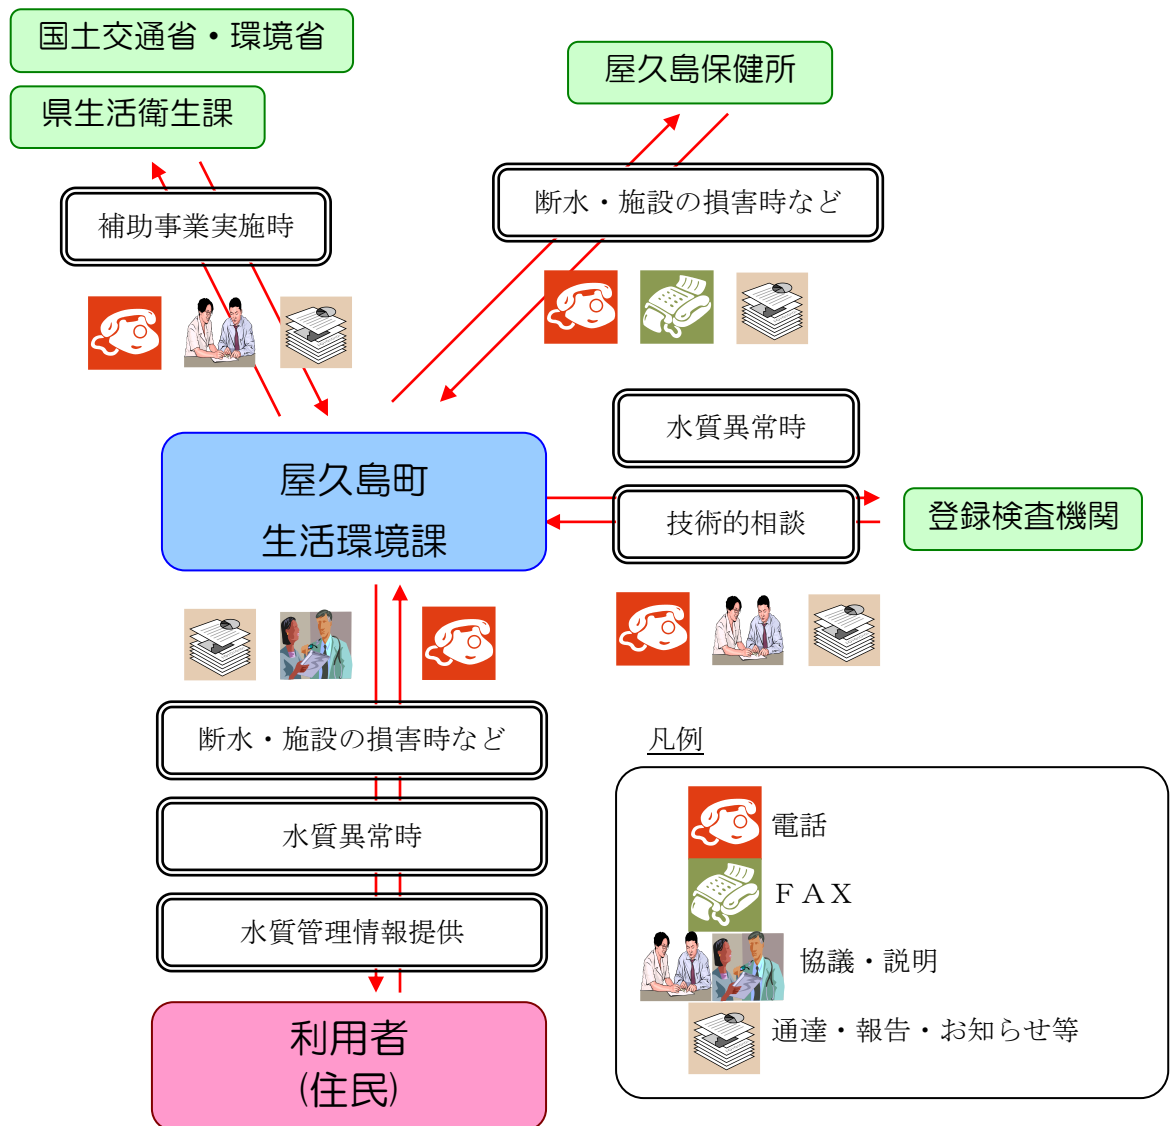 国土交通省・環境省
県生活衛生課
屋久島保健所
補助事業実施時
断水・施設の損害時など
水質異常時
屋久島町
生活環境課
技術的相談
登録検査機関
断水・施設の損害時など
水質異常時
水質管理情報提供
利用者
(住民)
凡例
電話
ＦＡＸ
協議・説明
通達・報告・お知らせ等